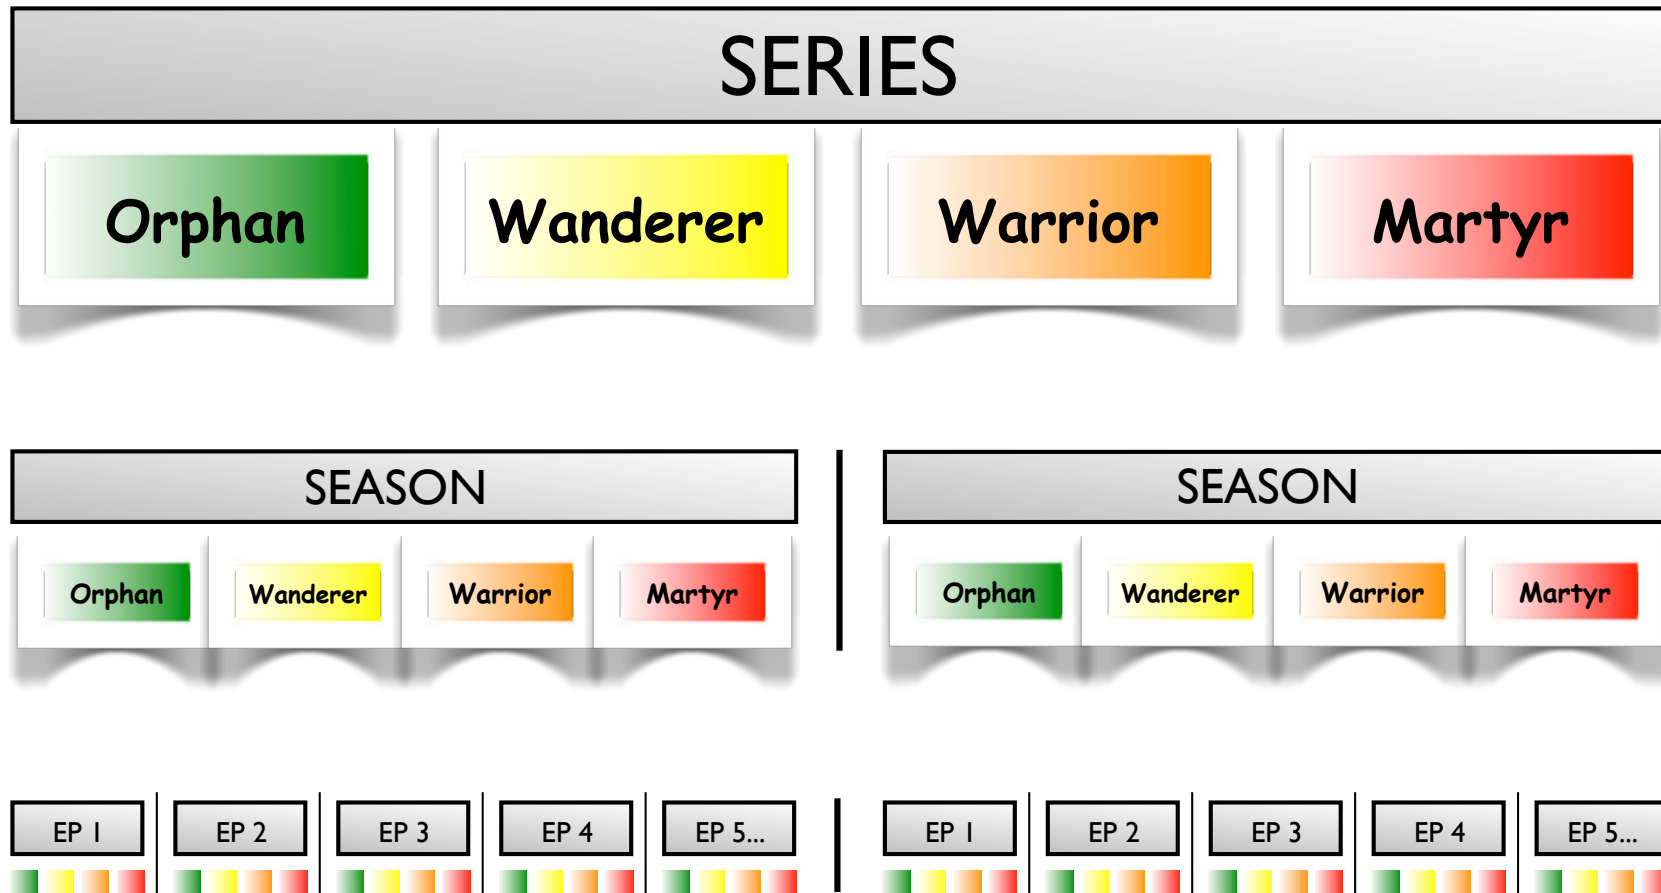 SERIES
Orphan Wanderer Warrior Martyr
SEASON SEASON
Orphan Wanderer Warrior Martyr Orphan Wanderer Warrior Martyr
EP 1 EP 2 EP 3 EP 4 EP 5... EP 1 EP 2 EP 3 EP 4 EP 5...